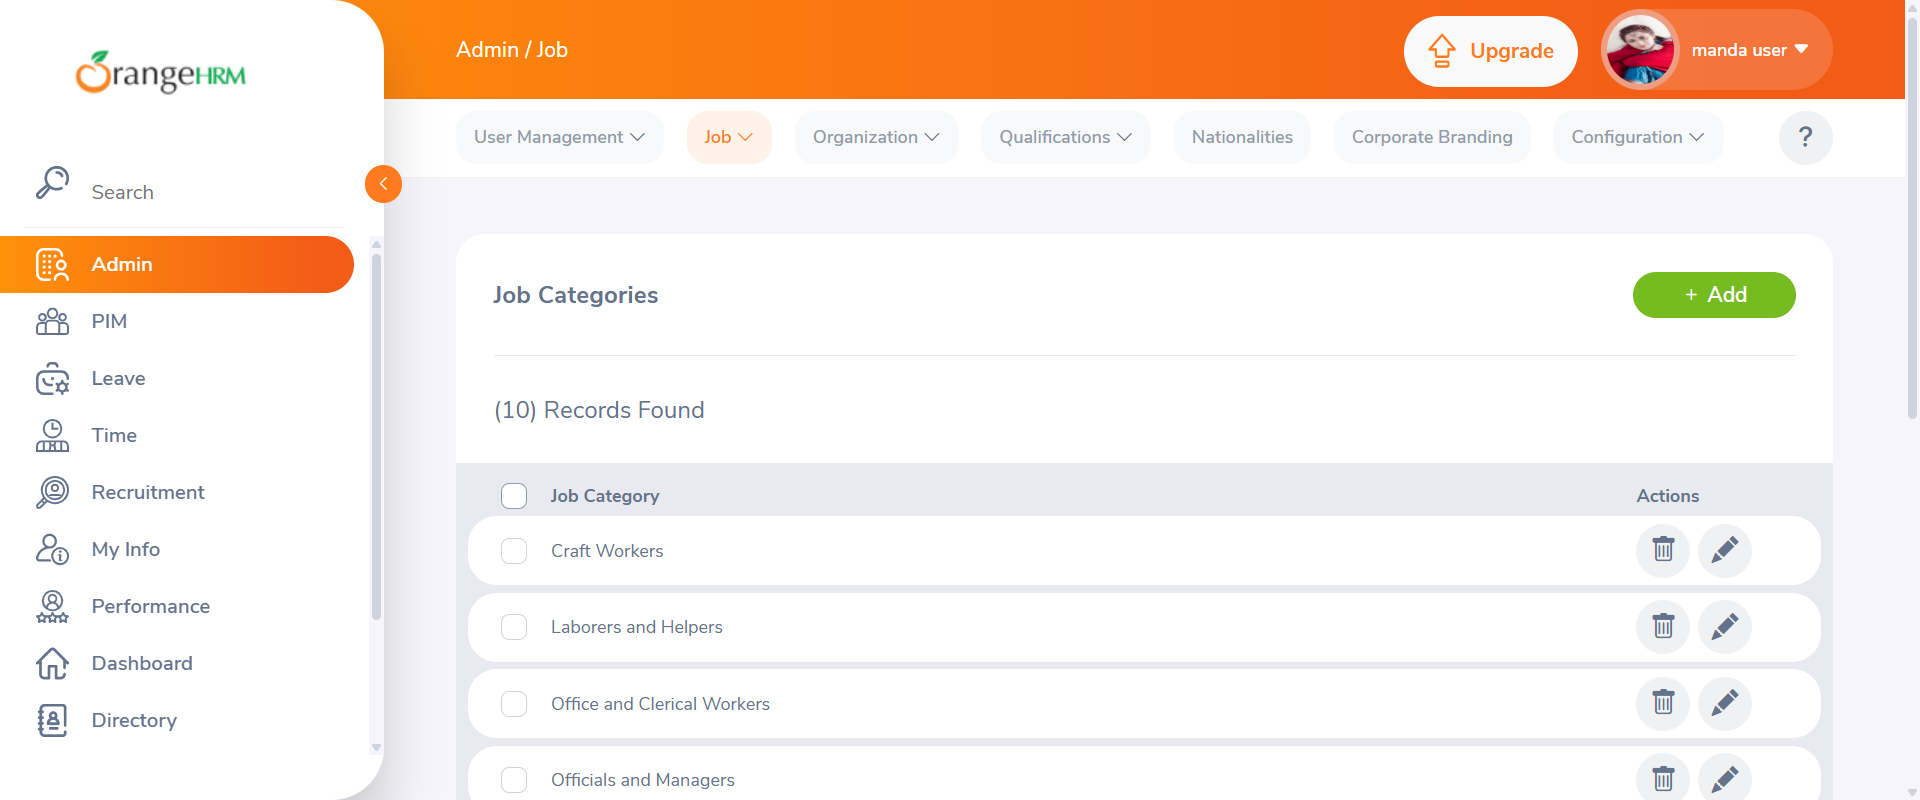 OrangeHRM
Admin / Job
Upgrade
manda user
User Management
Job
Organization
Qualifications
Nationalities
Corporate Branding
Configuration
?
Search
Admin
PIM
Leave
Time
Recruitment
My Info
Performance
Dashboard
Directory
Job Categories
+ Add
(10) Records Found
Job Category
Actions
Craft Workers
Laborers and Helpers
Office and Clerical Workers
Officials and Managers